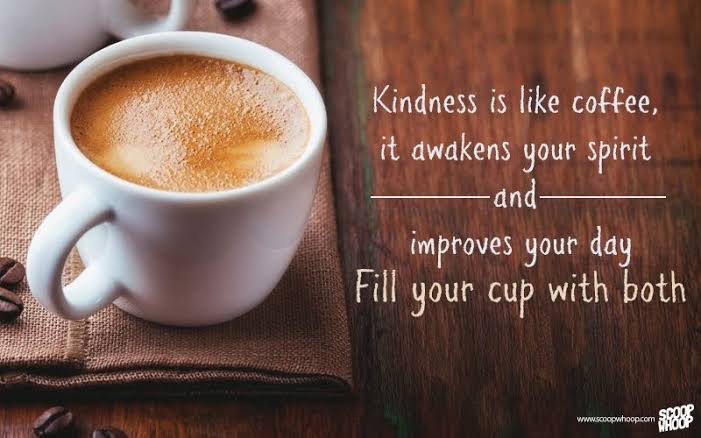 Kindness is like coffee,
it awakens your spirit
and
improves your day
Fill your cup with both
www.scoopwhoop.com
SCOOP
WHOOP